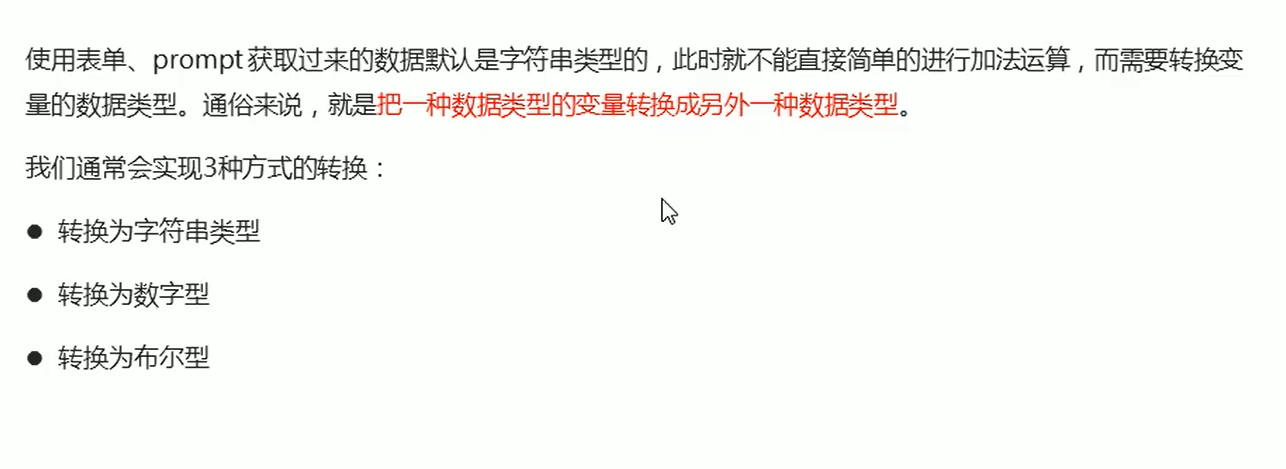 使用表单、prompt 获取过来的数据默认是字符串类型的，此时就不能直接简单的进行加法运算，而需要转换变
量的数据类型。通俗来说，就是把一种数据类型的变量转换成另外一种数据类型。
我们通常会实现3种方式的转换：
● 转换为字符串类型
● 转换为数字型
● 转换为布尔型